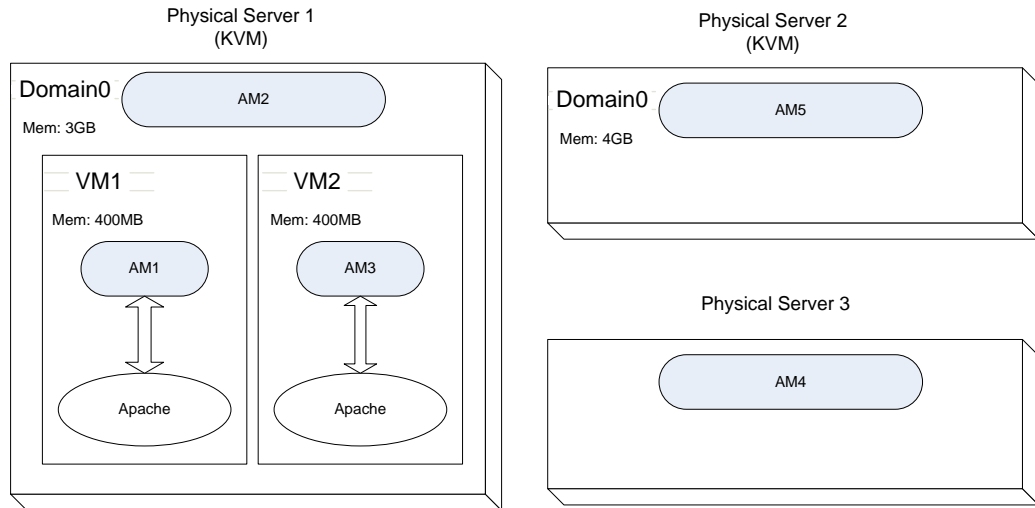 Physical Server 1
(KVM)
Domain0
AM2
Mem: 3GB
VM1
Mem: 400MB
AM1
Apache
VM2
Mem: 400MB
AM3
Apache
Physical Server 2
(KVM)
Domain0
AM5
Mem: 4GB
Physical Server 3
AM4